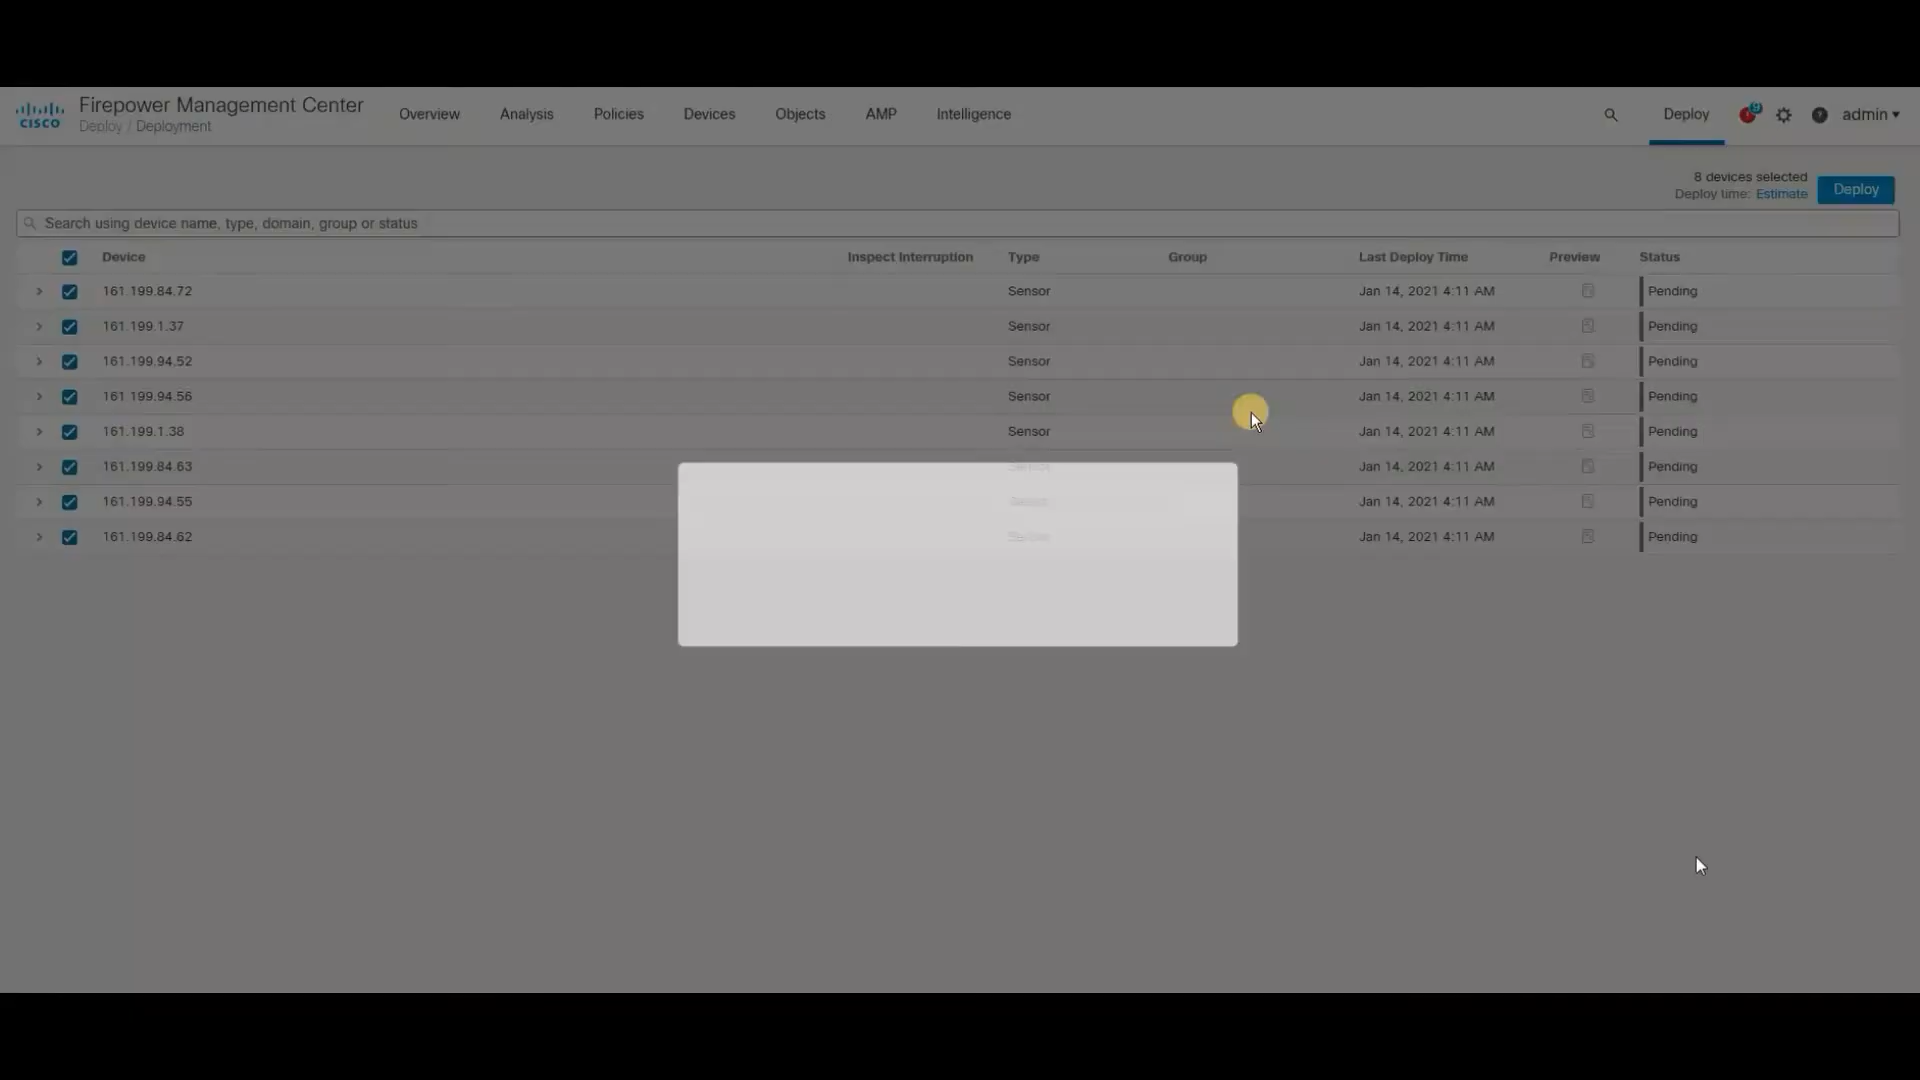 Firepower Management Center
Overview Analysis Policies Devices Objects AMP Intelligence Deploy 9 admin
CISCO
Deploy / Deployment
8 devices selected
Deploy time: Estimate
Deploy
Search using device name, type, domain, group or status
Device Inspect Interruption Type Group Last Deploy Time Preview Status
161.199.84.72 Sensor Jan 14, 2021 4:11 AM Pending
161.199.1.37 Sensor Jan 14, 2021 4:11 AM Pending
161.199.94.52 Sensor Jan 14, 2021 4:11 AM Pending
161.199.94.56 Sensor Jan 14, 2021 4:11 AM Pending
161.199.1.38 Sensor Jan 14, 2021 4:11 AM Pending
161.199.84.63 Sensor Jan 14, 2021 4:11 AM Pending
161.199.94.55 Sensor Jan 14, 2021 4:11 AM Pending
161.199.84.62 Sensor Jan 14, 2021 4:11 AM Pending